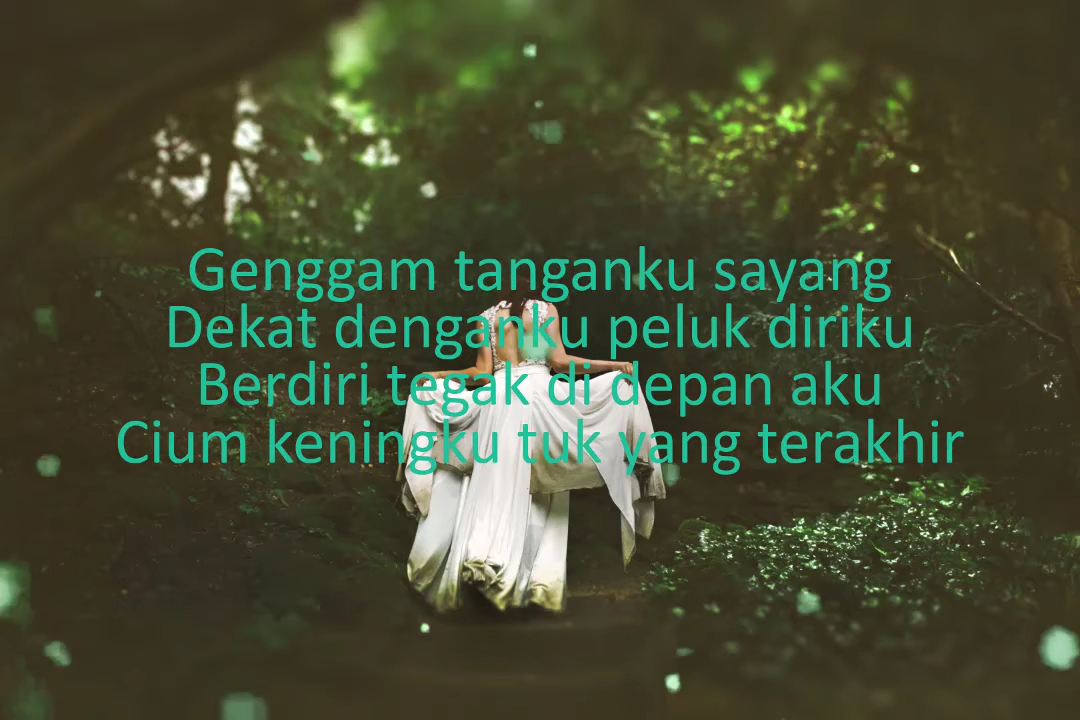 Genggam tanganku sayang
Dekat denganku peluk diriku
Berdiri tegak di depan aku
Cium keningku tuk yang terakhir